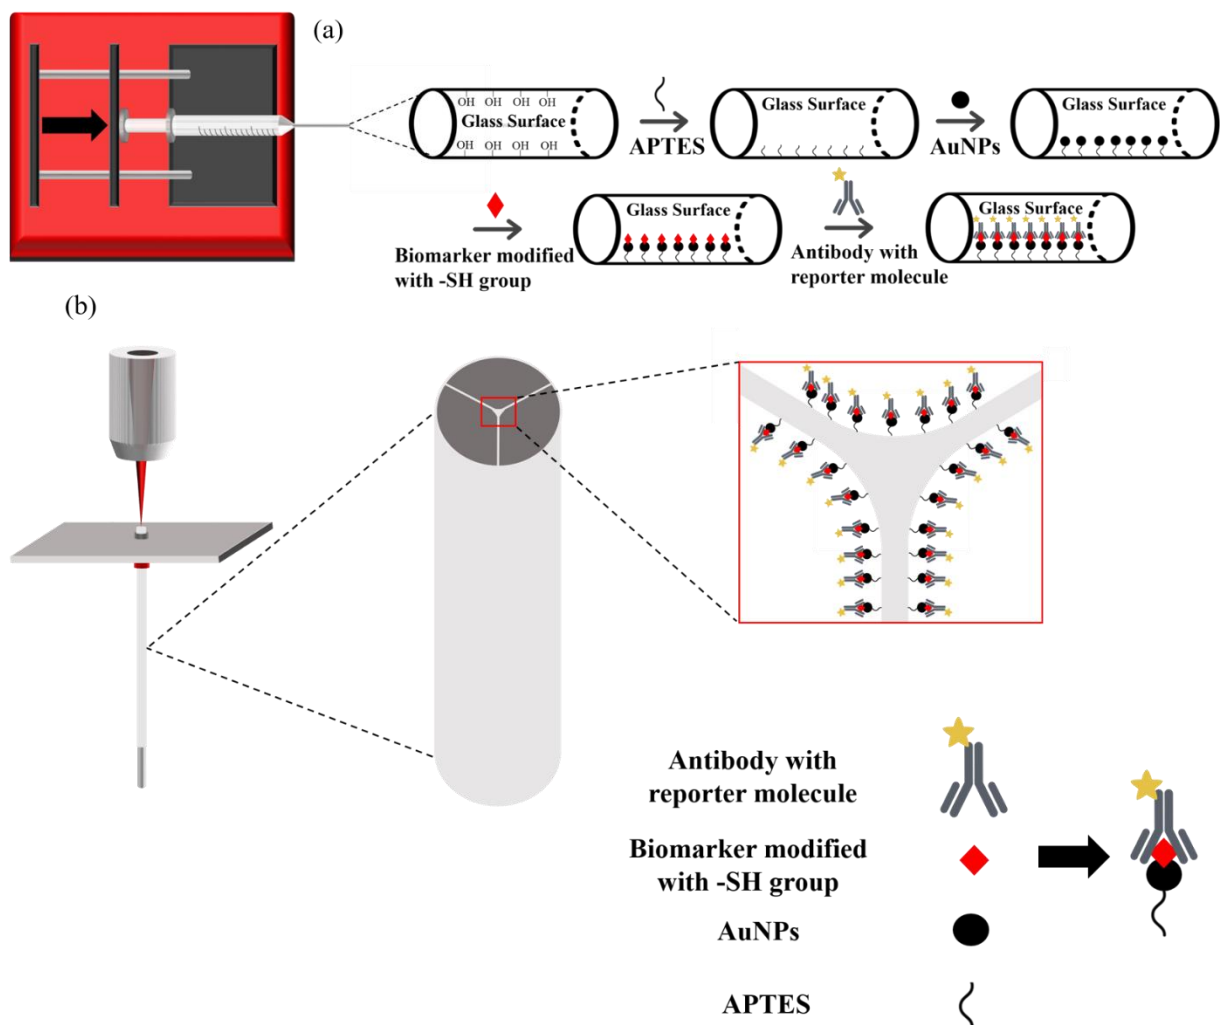 (a)
OH OH OH OH
Glass Surface
OH OH OH OH
APTES
Glass Surface
AuNPs
Glass Surface
Biomarker modified
with -SH group
Glass Surface
Antibody with
reporter molecule
Glass Surface
(b)
Antibody with
reporter molecule
Biomarker modified
with -SH group
AuNPs
APTES